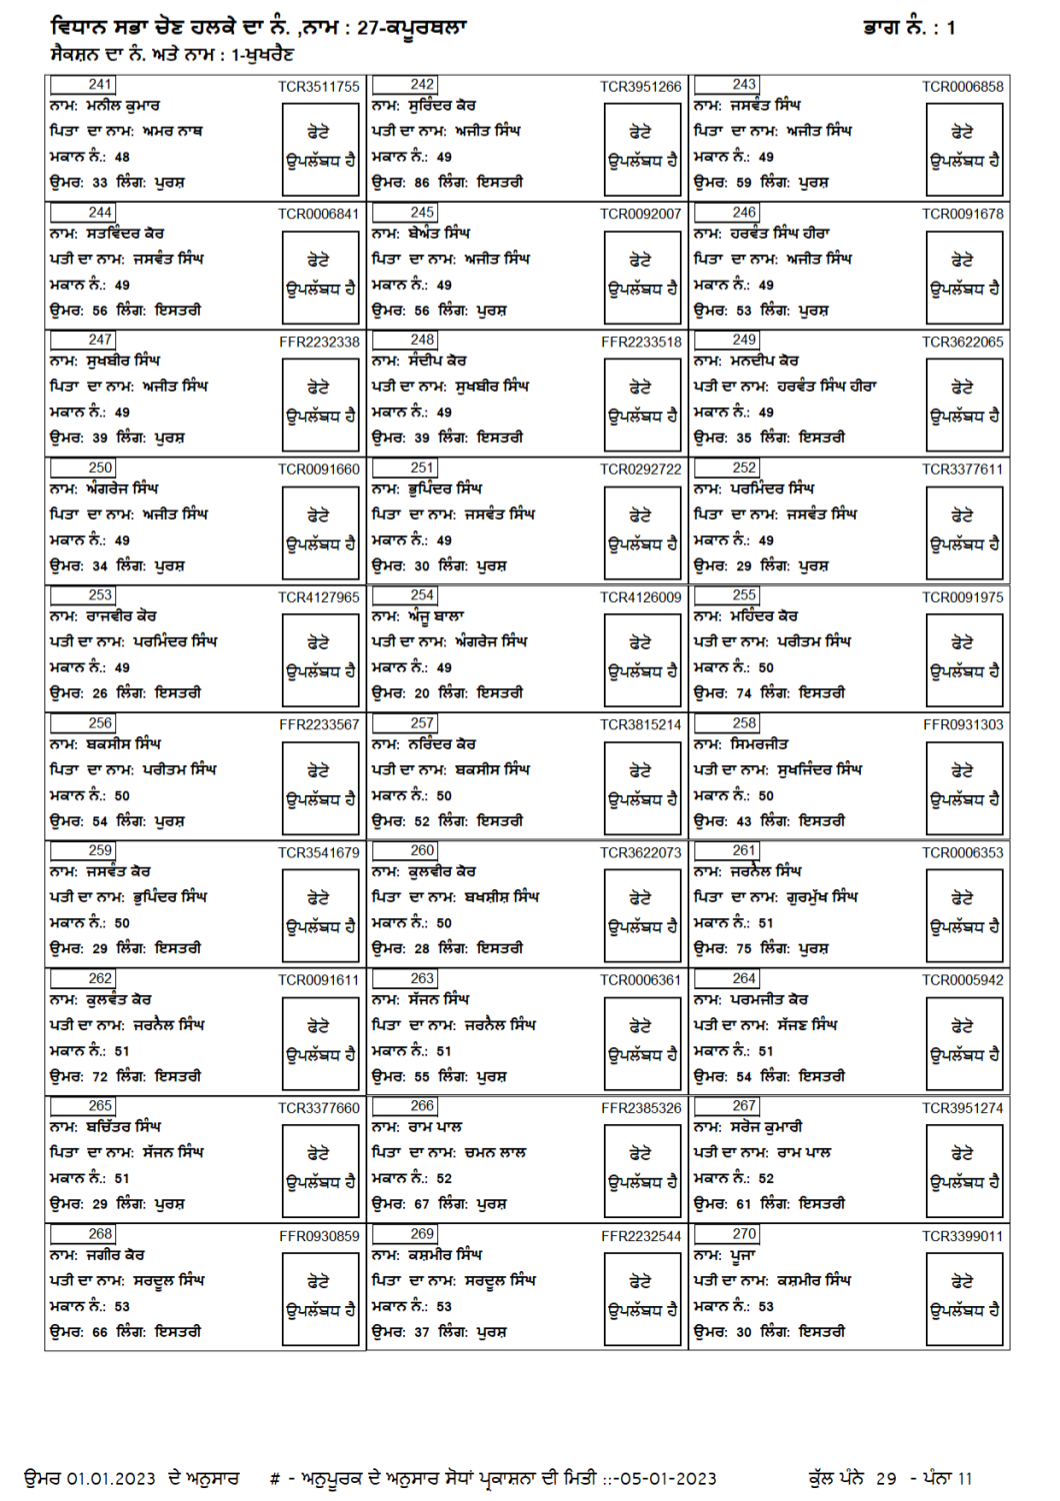 ਵਿਧਾਨ ਸਭਾ ਚੋਣ ਹਲਕੇ ਦਾ ਨੰ. ,ਨਾਮ : 27-ਕਪੂਰਥਲਾ ਭਾਗ ਨੰ. : 1
ਸੈਕਸ਼ਨ ਦਾ ਨੰ. ਅਤੇ ਨਾਮ : 1-ਖੁਖਰੈਣ
241 TCR3511755
ਨਾਮ: ਮਨੀਲ ਕੁਮਾਰ
ਪਿਤਾ ਦਾ ਨਾਮ: ਅਮਰ ਨਾਥ
ਮਕਾਨ ਨੰ.: 48
ਉਮਰ: 33 ਲਿੰਗ: ਪੁਰਸ਼
ਫੋਟੋ
ਉਪਲੱਬਧ ਹੈ
242 TCR3951266
ਨਾਮ: ਸੁਰਿੰਦਰ ਕੋਰ
ਪਤੀ ਦਾ ਨਾਮ: ਅਜੀਤ ਸਿੰਘ
ਮਕਾਨ ਨੰ.: 49
ਉਮਰ: 86 ਲਿੰਗ: ਇਸਤਰੀ
ਫੋਟੋ
ਉਪਲੱਬਧ ਹੈ
243 TCR0006858
ਨਾਮ: ਜਸਵੰਤ ਸਿੰਘ
ਪਿਤਾ ਦਾ ਨਾਮ: ਅਜੀਤ ਸਿੰਘ
ਮਕਾਨ ਨੰ.: 49
ਉਮਰ: 59 ਲਿੰਗ: ਪੁਰਸ਼
ਫੋਟੋ
ਉਪਲੱਬਧ ਹੈ
244 TCR0006841
ਨਾਮ: ਸਤਵਿੰਦਰ ਕੋਰ
ਪਤੀ ਦਾ ਨਾਮ: ਜਸਵੰਤ ਸਿੰਘ
ਮਕਾਨ ਨੰ.: 49
ਉਮਰ: 56 ਲਿੰਗ: ਇਸਤਰੀ
ਫੋਟੋ
ਉਪਲੱਬਧ ਹੈ
245 TCR0092007
ਨਾਮ: ਬੇਅੰਤ ਸਿੰਘ
ਪਿਤਾ ਦਾ ਨਾਮ: ਅਜੀਤ ਸਿੰਘ
ਮਕਾਨ ਨੰ.: 49
ਉਮਰ: 56 ਲਿੰਗ: ਪੁਰਸ਼
ਫੋਟੋ
ਉਪਲੱਬਧ ਹੈ
246 TCR0091678
ਨਾਮ: ਹਰਵੰਤ ਸਿੰਘ ਹੀਰਾ
ਪਿਤਾ ਦਾ ਨਾਮ: ਅਜੀਤ ਸਿੰਘ
ਮਕਾਨ ਨੰ.: 49
ਉਮਰ: 53 ਲਿੰਗ: ਪੁਰਸ਼
ਫੋਟੋ
ਉਪਲੱਬਧ ਹੈ
247 FFR2232338
ਨਾਮ: ਸੁਖਬੀਰ ਸਿੰਘ
ਪਿਤਾ ਦਾ ਨਾਮ: ਅਜੀਤ ਸਿੰਘ
ਮਕਾਨ ਨੰ.: 49
ਉਮਰ: 39 ਲਿੰਗ: ਪੁਰਸ਼
ਫੋਟੋ
ਉਪਲੱਬਧ ਹੈ
248 FFR2233518
ਨਾਮ: ਸੰਦੀਪ ਕੋਰ
ਪਤੀ ਦਾ ਨਾਮ: ਸੁਖਬੀਰ ਸਿੰਘ
ਮਕਾਨ ਨੰ.: 49
ਉਮਰ: 39 ਲਿੰਗ: ਇਸਤਰੀ
ਫੋਟੋ
ਉਪਲੱਬਧ ਹੈ
249 TCR3622065
ਨਾਮ: ਮਨਦੀਪ ਕੋਰ
ਪਤੀ ਦਾ ਨਾਮ: ਹਰਵੰਤ ਸਿੰਘ ਹੀਰਾ
ਮਕਾਨ ਨੰ.: 49
ਉਮਰ: 35 ਲਿੰਗ: ਇਸਤਰੀ
ਫੋਟੋ
ਉਪਲੱਬਧ ਹੈ
250 TCR0091660
ਨਾਮ: ਅੰਗਰੇਜ ਸਿੰਘ
ਪਿਤਾ ਦਾ ਨਾਮ: ਅਜੀਤ ਸਿੰਘ
ਮਕਾਨ ਨੰ.: 49
ਉਮਰ: 34 ਲਿੰਗ: ਪੁਰਸ਼
ਫੋਟੋ
ਉਪਲੱਬਧ ਹੈ
251 TCR0292722
ਨਾਮ: ਭੁਪਿੰਦਰ ਸਿੰਘ
ਪਿਤਾ ਦਾ ਨਾਮ: ਜਸਵੰਤ ਸਿੰਘ
ਮਕਾਨ ਨੰ.: 49
ਉਮਰ: 30 ਲਿੰਗ: ਪੁਰਸ਼
ਫੋਟੋ
ਉਪਲੱਬਧ ਹੈ
252 TCR3377611
ਨਾਮ: ਪਰਮਿੰਦਰ ਸਿੰਘ
ਪਿਤਾ ਦਾ ਨਾਮ: ਜਸਵੰਤ ਸਿੰਘ
ਮਕਾਨ ਨੰ.: 49
ਉਮਰ: 29 ਲਿੰਗ: ਪੁਰਸ਼
ਫੋਟੋ
ਉਪਲੱਬਧ ਹੈ
253 TCR4127965
ਨਾਮ: ਰਾਜਵੀਰ ਕੋਰ
ਪਤੀ ਦਾ ਨਾਮ: ਪਰਮਿੰਦਰ ਸਿੰਘ
ਮਕਾਨ ਨੰ.: 49
ਉਮਰ: 26 ਲਿੰਗ: ਇਸਤਰੀ
ਫੋਟੋ
ਉਪਲੱਬਧ ਹੈ
254 TCR4126009
ਨਾਮ: ਅੰਜੂ ਬਾਲਾ
ਪਤੀ ਦਾ ਨਾਮ: ਅੰਗਰੇਜ ਸਿੰਘ
ਮਕਾਨ ਨੰ.: 49
ਉਮਰ: 20 ਲਿੰਗ: ਇਸਤਰੀ
ਫੋਟੋ
ਉਪਲੱਬਧ ਹੈ
255 TCR0091975
ਨਾਮ: ਮਹਿੰਦਰ ਕੋਰ
ਪਤੀ ਦਾ ਨਾਮ: ਪਰੀਤਮ ਸਿੰਘ
ਮਕਾਨ ਨੰ.: 50
ਉਮਰ: 74 ਲਿੰਗ: ਇਸਤਰੀ
ਫੋਟੋ
ਉਪਲੱਬਧ ਹੈ
256 FFR2233567
ਨਾਮ: ਬਕਸੀਸ ਸਿੰਘ
ਪਿਤਾ ਦਾ ਨਾਮ: ਪਰੀਤਮ ਸਿੰਘ
ਮਕਾਨ ਨੰ.: 50
ਉਮਰ: 54 ਲਿੰਗ: ਪੁਰਸ਼
ਫੋਟੋ
ਉਪਲੱਬਧ ਹੈ
257 TCR3815214
ਨਾਮ: ਨਰਿੰਦਰ ਕੋਰ
ਪਤੀ ਦਾ ਨਾਮ: ਬਕਸੀਸ ਸਿੰਘ
ਮਕਾਨ ਨੰ.: 50
ਉਮਰ: 52 ਲਿੰਗ: ਇਸਤਰੀ
ਫੋਟੋ
ਉਪਲੱਬਧ ਹੈ
258 FFR0931303
ਨਾਮ: ਸਿਮਰਜੀਤ
ਪਤੀ ਦਾ ਨਾਮ: ਸੁਖਜਿੰਦਰ ਸਿੰਘ
ਮਕਾਨ ਨੰ.: 50
ਉਮਰ: 43 ਲਿੰਗ: ਇਸਤਰੀ
ਫੋਟੋ
ਉਪਲੱਬਧ ਹੈ
259 TCR3541679
ਨਾਮ: ਜਸਵੰਤ ਕੋਰ
ਪਤੀ ਦਾ ਨਾਮ: ਭੁਪਿੰਦਰ ਸਿੰਘ
ਮਕਾਨ ਨੰ.: 50
ਉਮਰ: 29 ਲਿੰਗ: ਇਸਤਰੀ
ਫੋਟੋ
ਉਪਲੱਬਧ ਹੈ
260 TCR3622073
ਨਾਮ: ਕੁਲਵੀਰ ਕੋਰ
ਪਿਤਾ ਦਾ ਨਾਮ: ਬਖਸ਼ੀਸ਼ ਸਿੰਘ
ਮਕਾਨ ਨੰ.: 50
ਉਮਰ: 28 ਲਿੰਗ: ਇਸਤਰੀ
ਫੋਟੋ
ਉਪਲੱਬਧ ਹੈ
261 TCR0006353
ਨਾਮ: ਜਰਨੈਲ ਸਿੰਘ
ਪਿਤਾ ਦਾ ਨਾਮ: ਗੁਰਮੁੱਖ ਸਿੰਘ
ਮਕਾਨ ਨੰ.: 51
ਉਮਰ: 75 ਲਿੰਗ: ਪੁਰਸ਼
ਫੋਟੋ
ਉਪਲੱਬਧ ਹੈ
262 TCR0091611
ਨਾਮ: ਕੁਲਵੰਤ ਕੋਰ
ਪਤੀ ਦਾ ਨਾਮ: ਜਰਨੈਲ ਸਿੰਘ
ਮਕਾਨ ਨੰ.: 51
ਉਮਰ: 72 ਲਿੰਗ: ਇਸਤਰੀ
ਫੋਟੋ
ਉਪਲੱਬਧ ਹੈ
263 TCR0006361
ਨਾਮ: ਸੱਜਨ ਸਿੰਘ
ਪਿਤਾ ਦਾ ਨਾਮ: ਜਰਨੈਲ ਸਿੰਘ
ਮਕਾਨ ਨੰ.: 51
ਉਮਰ: 55 ਲਿੰਗ: ਪੁਰਸ਼
ਫੋਟੋ
ਉਪਲੱਬਧ ਹੈ
264 TCR0005942
ਨਾਮ: ਪਰਮਜੀਤ ਕੋਰ
ਪਤੀ ਦਾ ਨਾਮ: ਸੱਜਣ ਸਿੰਘ
ਮਕਾਨ ਨੰ.: 51
ਉਮਰ: 54 ਲਿੰਗ: ਇਸਤਰੀ
ਫੋਟੋ
ਉਪਲੱਬਧ ਹੈ
265 TCR3377660
ਨਾਮ: ਬਚਿੱਤਰ ਸਿੰਘ
ਪਿਤਾ ਦਾ ਨਾਮ: ਸੱਜਨ ਸਿੰਘ
ਮਕਾਨ ਨੰ.: 51
ਉਮਰ: 29 ਲਿੰਗ: ਪੁਰਸ਼
ਫੋਟੋ
ਉਪਲੱਬਧ ਹੈ
266 FFR2385326
ਨਾਮ: ਰਾਮ ਪਾਲ
ਪਿਤਾ ਦਾ ਨਾਮ: ਚਮਨ ਲਾਲ
ਮਕਾਨ ਨੰ.: 52
ਉਮਰ: 67 ਲਿੰਗ: ਪੁਰਸ਼
ਫੋਟੋ
ਉਪਲੱਬਧ ਹੈ
267 TCR3951274
ਨਾਮ: ਸਰੋਜ ਕੁਮਾਰੀ
ਪਤੀ ਦਾ ਨਾਮ: ਰਾਮ ਪਾਲ
ਮਕਾਨ ਨੰ.: 52
ਉਮਰ: 61 ਲਿੰਗ: ਇਸਤਰੀ
ਫੋਟੋ
ਉਪਲੱਬਧ ਹੈ
268 FFR0930859
ਨਾਮ: ਜਗੀਰ ਕੋਰ
ਪਤੀ ਦਾ ਨਾਮ: ਸਰਦੂਲ ਸਿੰਘ
ਮਕਾਨ ਨੰ.: 53
ਉਮਰ: 66 ਲਿੰਗ: ਇਸਤਰੀ
ਫੋਟੋ
ਉਪਲੱਬਧ ਹੈ
269 FFR2232544
ਨਾਮ: ਕਸ਼ਮੀਰ ਸਿੰਘ
ਪਿਤਾ ਦਾ ਨਾਮ: ਸਰਦੂਲ ਸਿੰਘ
ਮਕਾਨ ਨੰ.: 53
ਉਮਰ: 37 ਲਿੰਗ: ਪੁਰਸ਼
ਫੋਟੋ
ਉਪਲੱਬਧ ਹੈ
270 TCR3399011
ਨਾਮ: ਪੂਜਾ
ਪਤੀ ਦਾ ਨਾਮ: ਕਸ਼ਮੀਰ ਸਿੰਘ
ਮਕਾਨ ਨੰ.: 53
ਉਮਰ: 30 ਲਿੰਗ: ਇਸਤਰੀ
ਫੋਟੋ
ਉਪਲੱਬਧ ਹੈ
ਉਮਰ 01.01.2023 ਦੇ ਅਨੁਸਾਰ # - ਅਨੁਪੂਰਕ ਦੇ ਅਨੁਸਾਰ ਸੋਧਾਂ ਪ੍ਰਕਾਸ਼ਨਾ ਦੀ ਮਿਤੀ ::-05-01-2023 ਕੁੱਲ ਪੰਨੇ 29 - ਪੰਨਾ 11